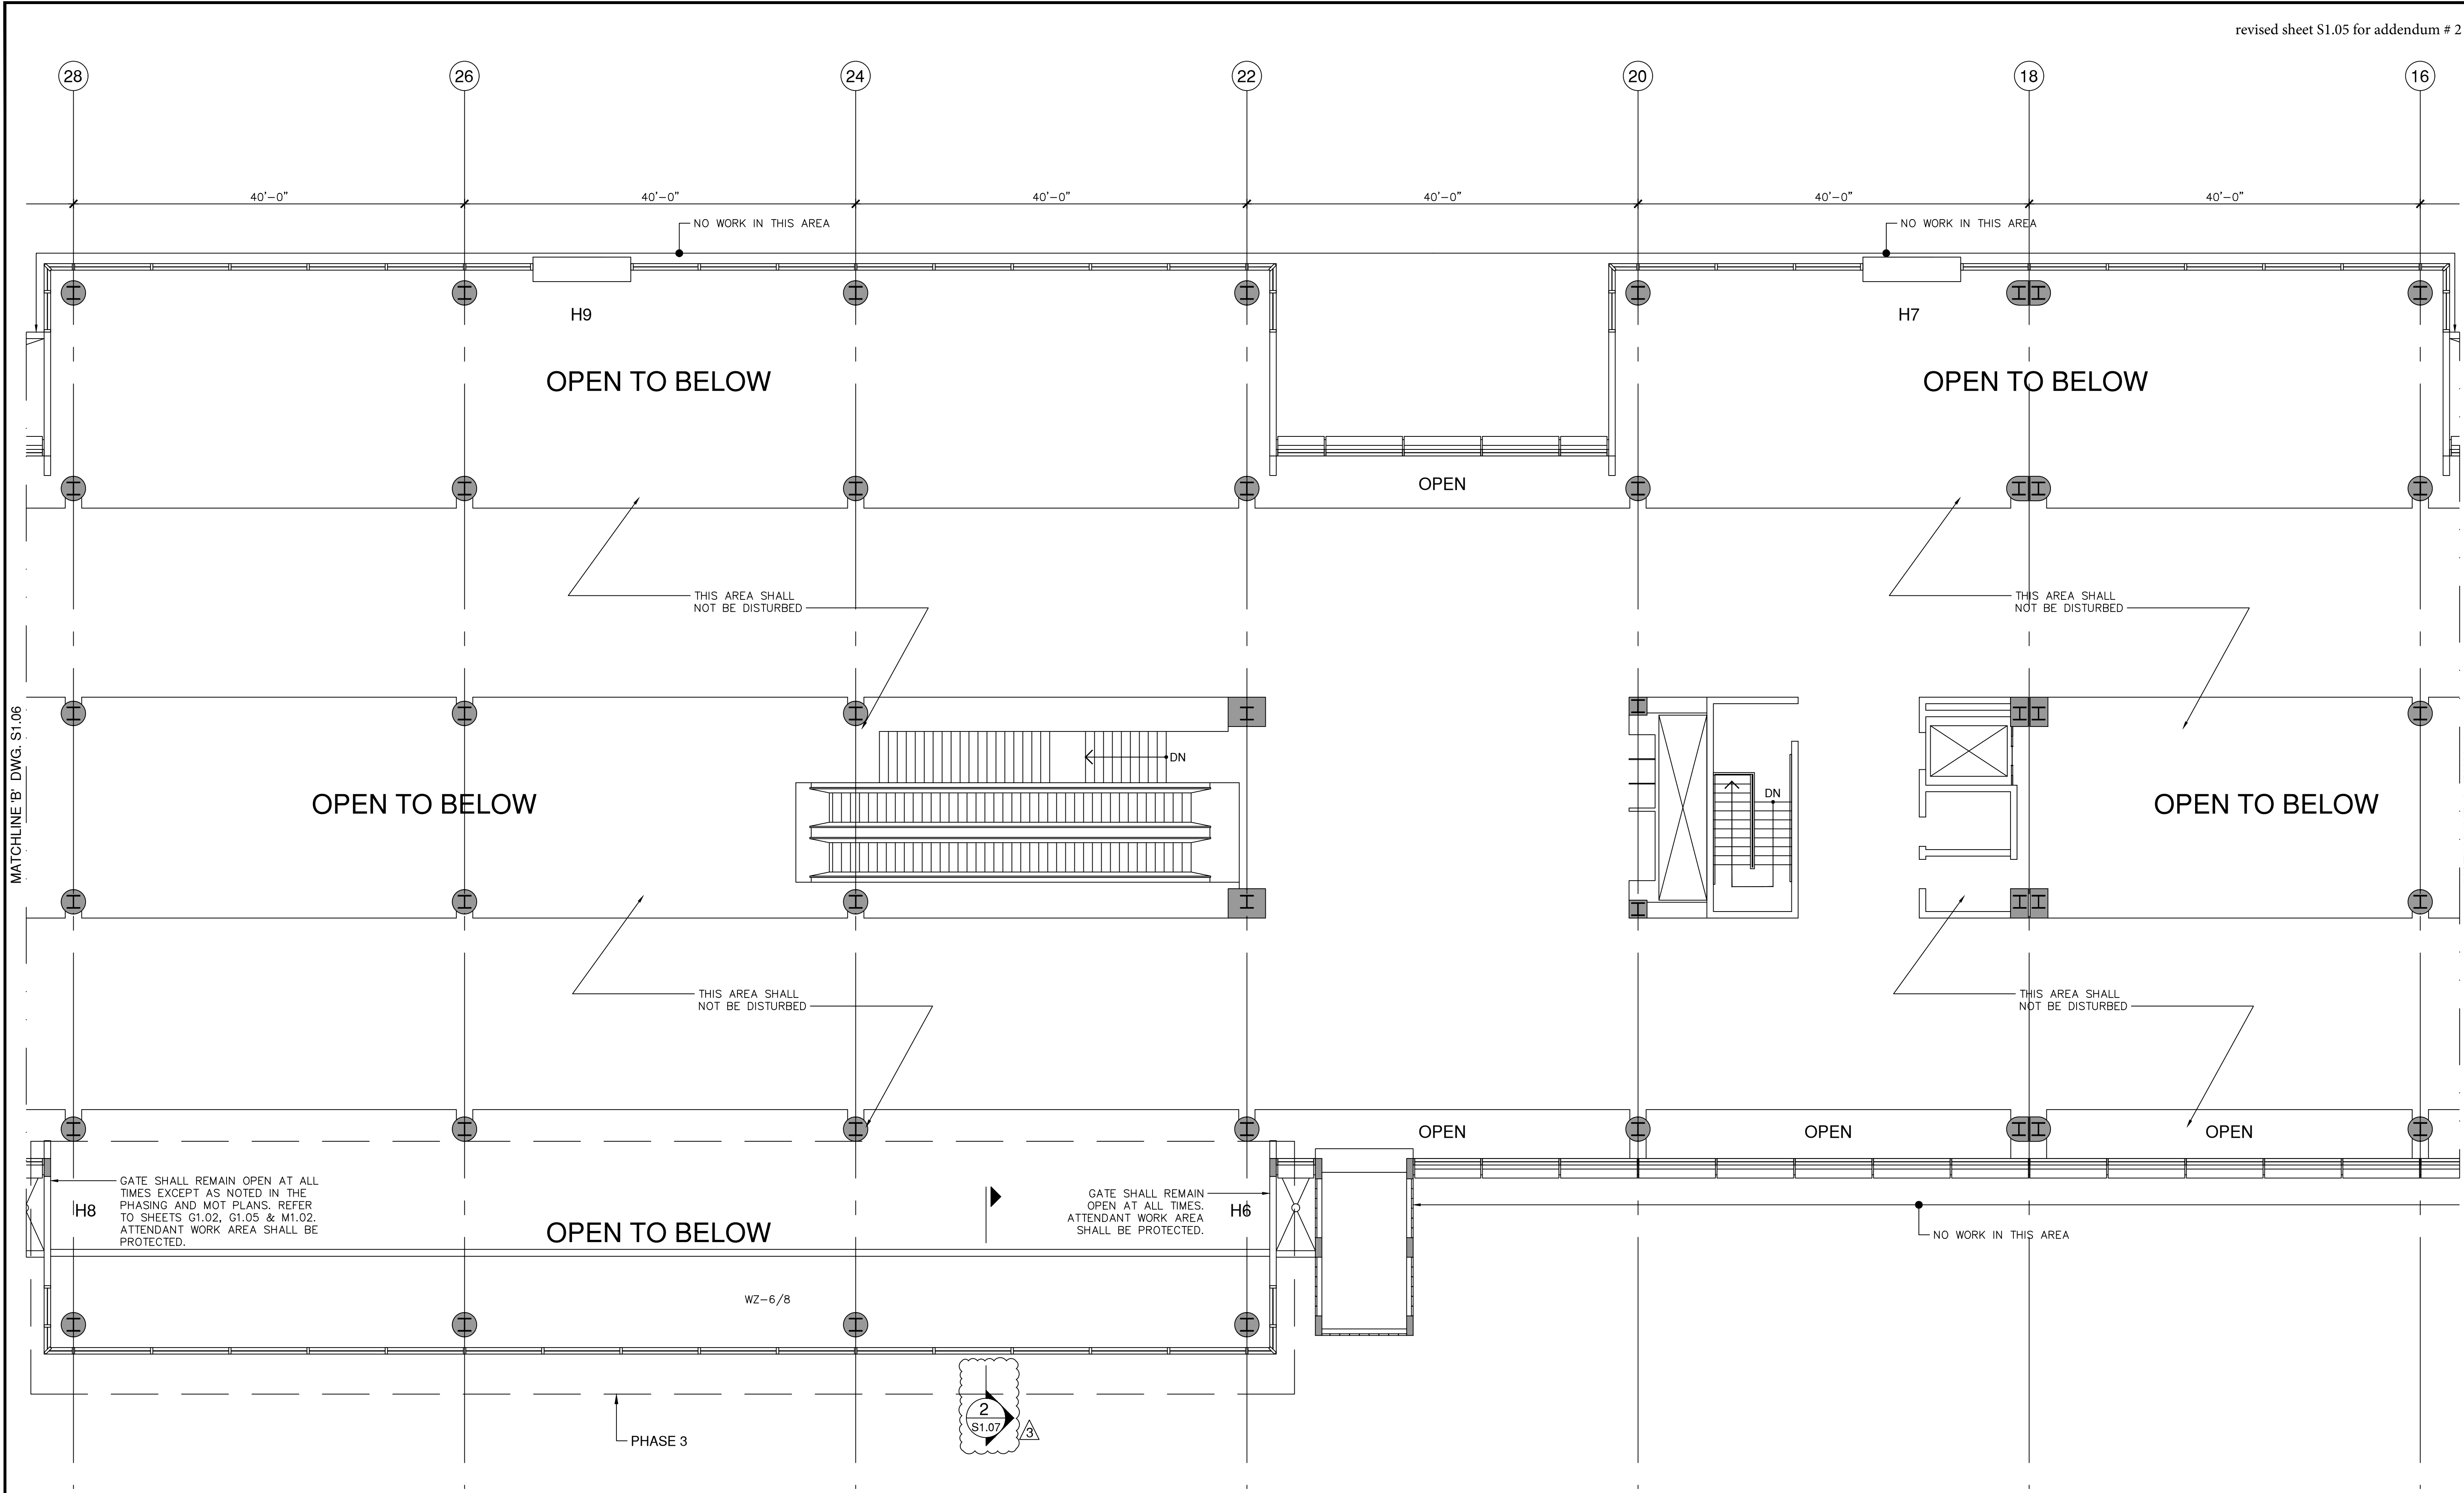 revised sheet S1.05 for addendum # 2
28
26
24
22
20
18
16
40'-0"
40'-0"
40'-0"
40'-0"
40'-0"
40'-0"
NO WORK IN THIS AREA
NO WORK IN THIS AREA
H9
H7
OPEN TO BELOW
OPEN TO BELOW
OPEN
THIS AREA SHALL
NOT BE DISTURBED
THIS AREA SHALL
NOT BE DISTURBED
MATCHLINE 'B' DWG. S1.06
DN
DN
OPEN TO BELOW
OPEN TO BELOW
THIS AREA SHALL
NOT BE DISTURBED
THIS AREA SHALL
NOT BE DISTURBED
OPEN
OPEN
OPEN
H8
GATE SHALL REMAIN OPEN AT ALL
TIMES EXCEPT AS NOTED IN THE
PHASING AND MOT PLANS. REFER
TO SHEETS G1.02, G1.05 & M1.02.
ATTENDANT WORK AREA SHALL BE
PROTECTED.
OPEN TO BELOW
GATE SHALL REMAIN
OPEN AT ALL TIMES.
ATTENDANT WORK AREA
SHALL BE PROTECTED.
H6
NO WORK IN THIS AREA
WZ-6/8
2
S1.07
3
PHASE 3